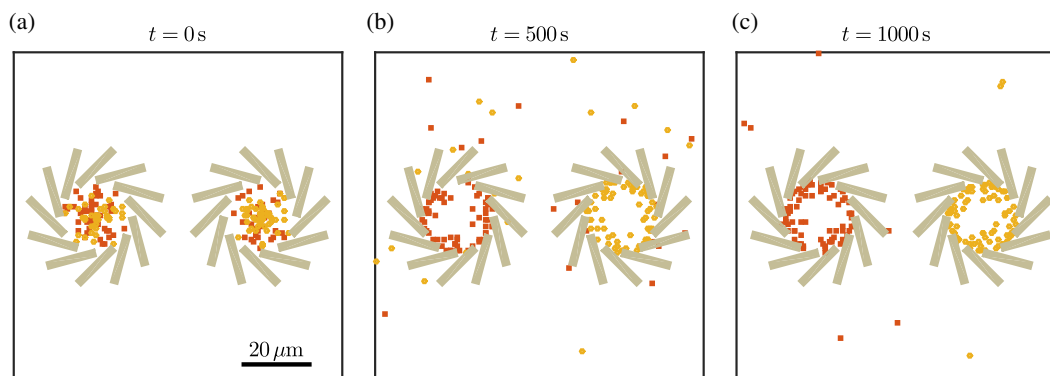 (a)
t = 0 s
(b)
t = 500 s
(c)
t = 1000 s
20 μm